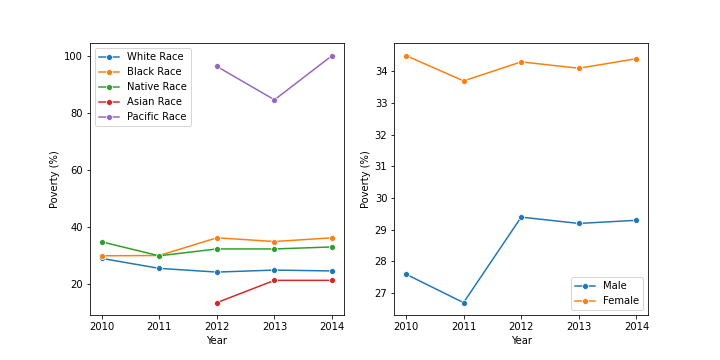 White Race
Black Race
Native Race
Asian Race
Pacific Race
100
80
60
40
20
Poverty (%)
2010 2011 2012 2013 2014
Year
34
33
32
31
30
29
28
27
Poverty (%)
Male
Female
2010 2011 2012 2013 2014
Year